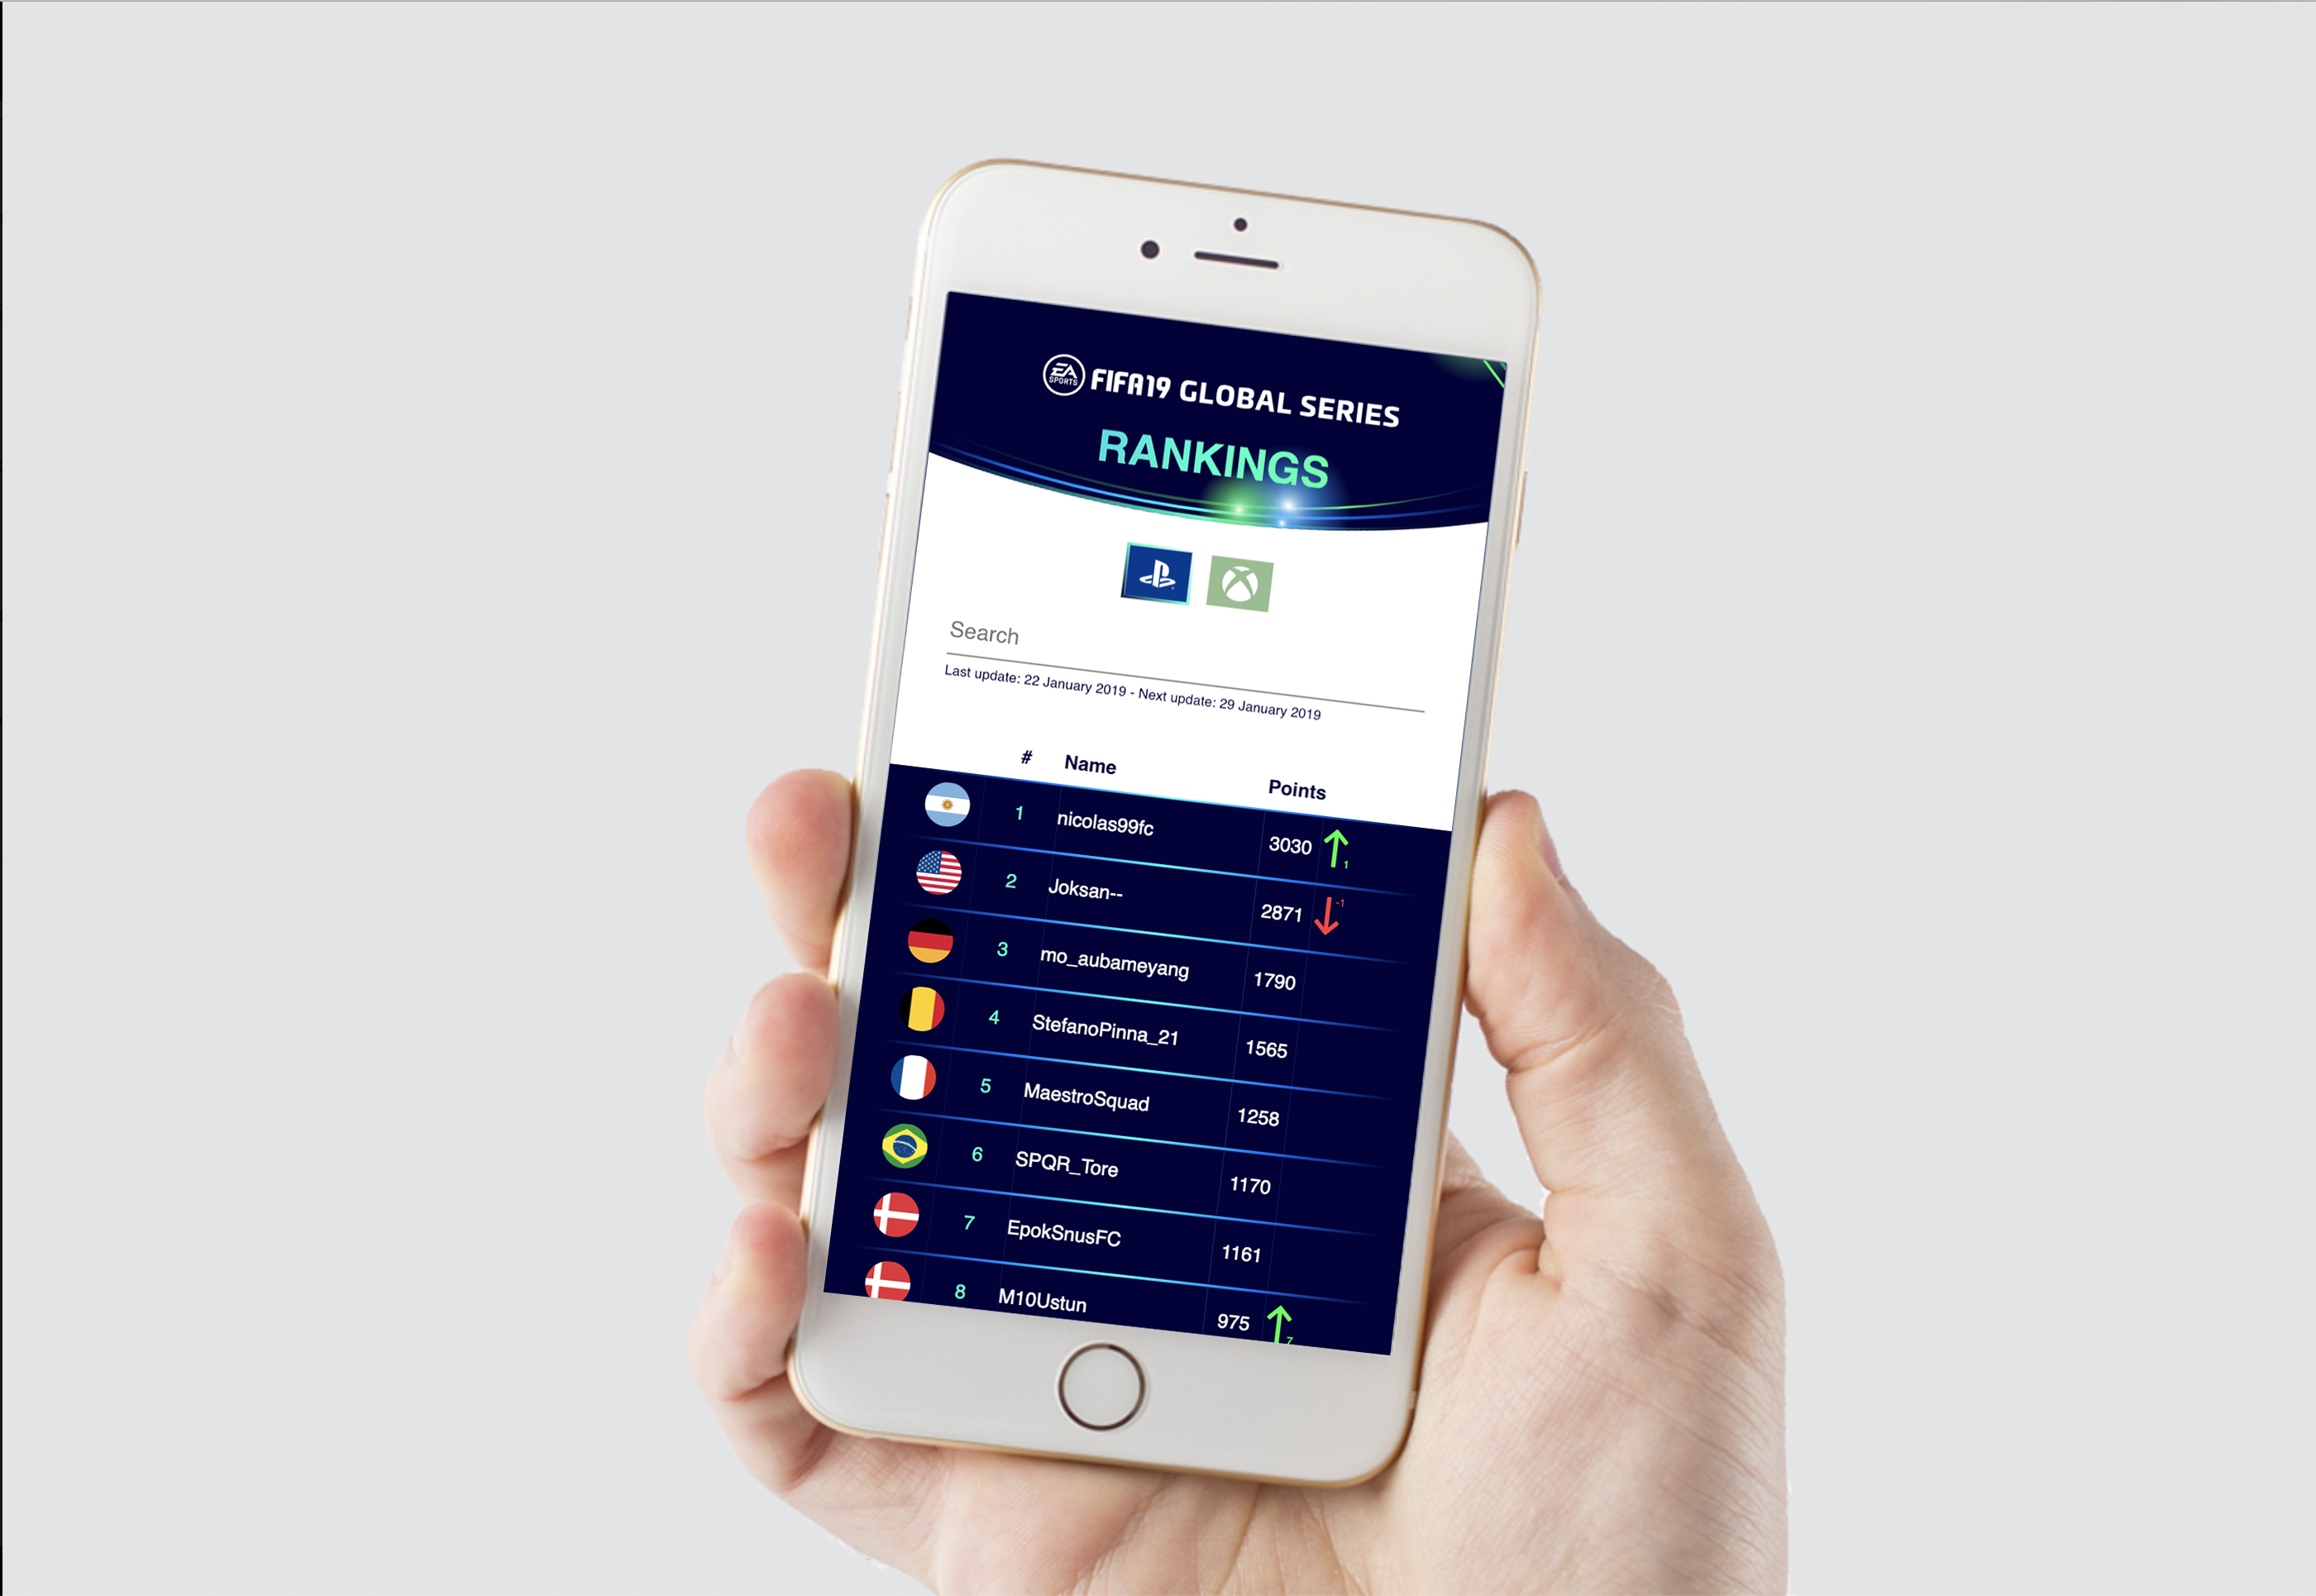 EA SPORTS FIFA19 GLOBAL SERIES
RANKINGS
Search
Last update: 22 January 2019 - Next update: 29 January 2019
# Name Points
1 nicolas99fc 3030 1
2 Joksan-- 2871 -1
3 mo_aubameyang 1790
4 StefanoPinna_21 1565
5 MaestroSquad 1258
6 SPQR_Tore 1170
7 EpokSnusFC 1161
8 M10Ustun 975 7